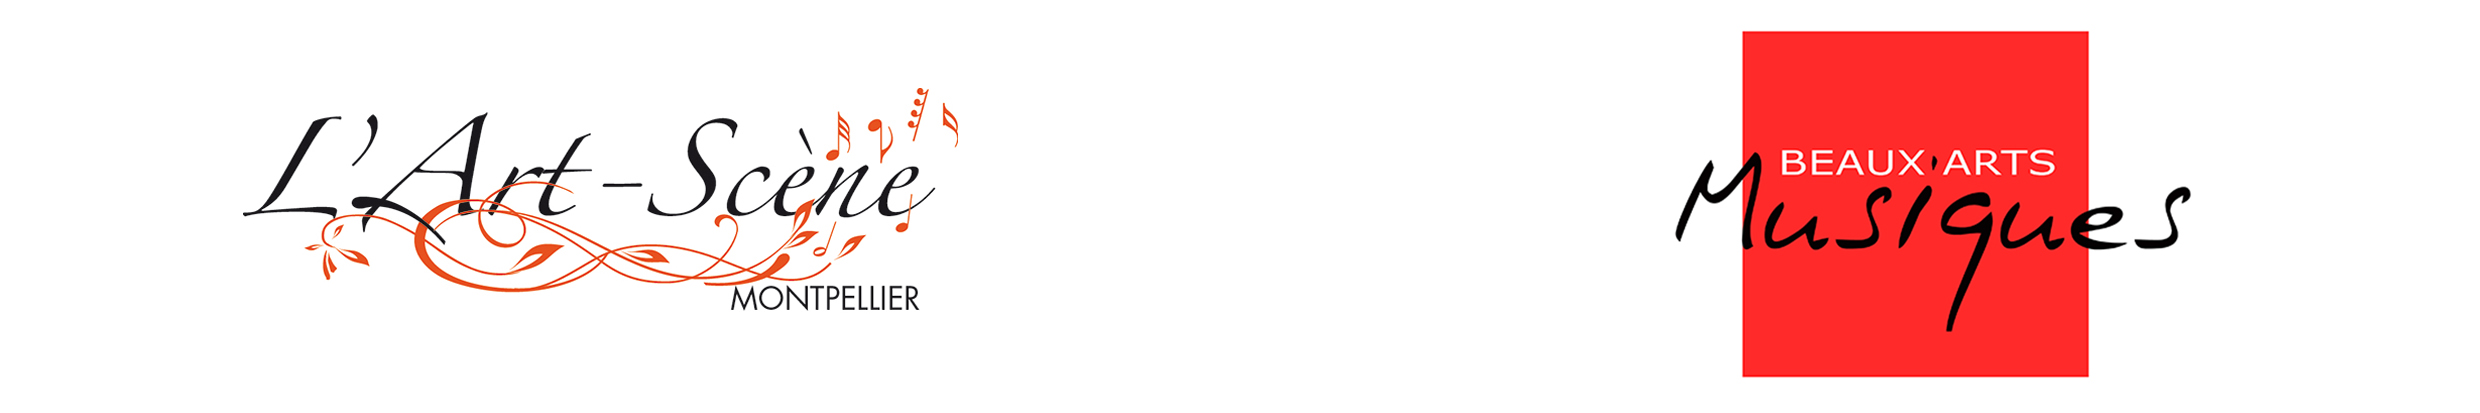 L'Art-Scène
MONTPELLIER
BEAUX ARTS
Musiques